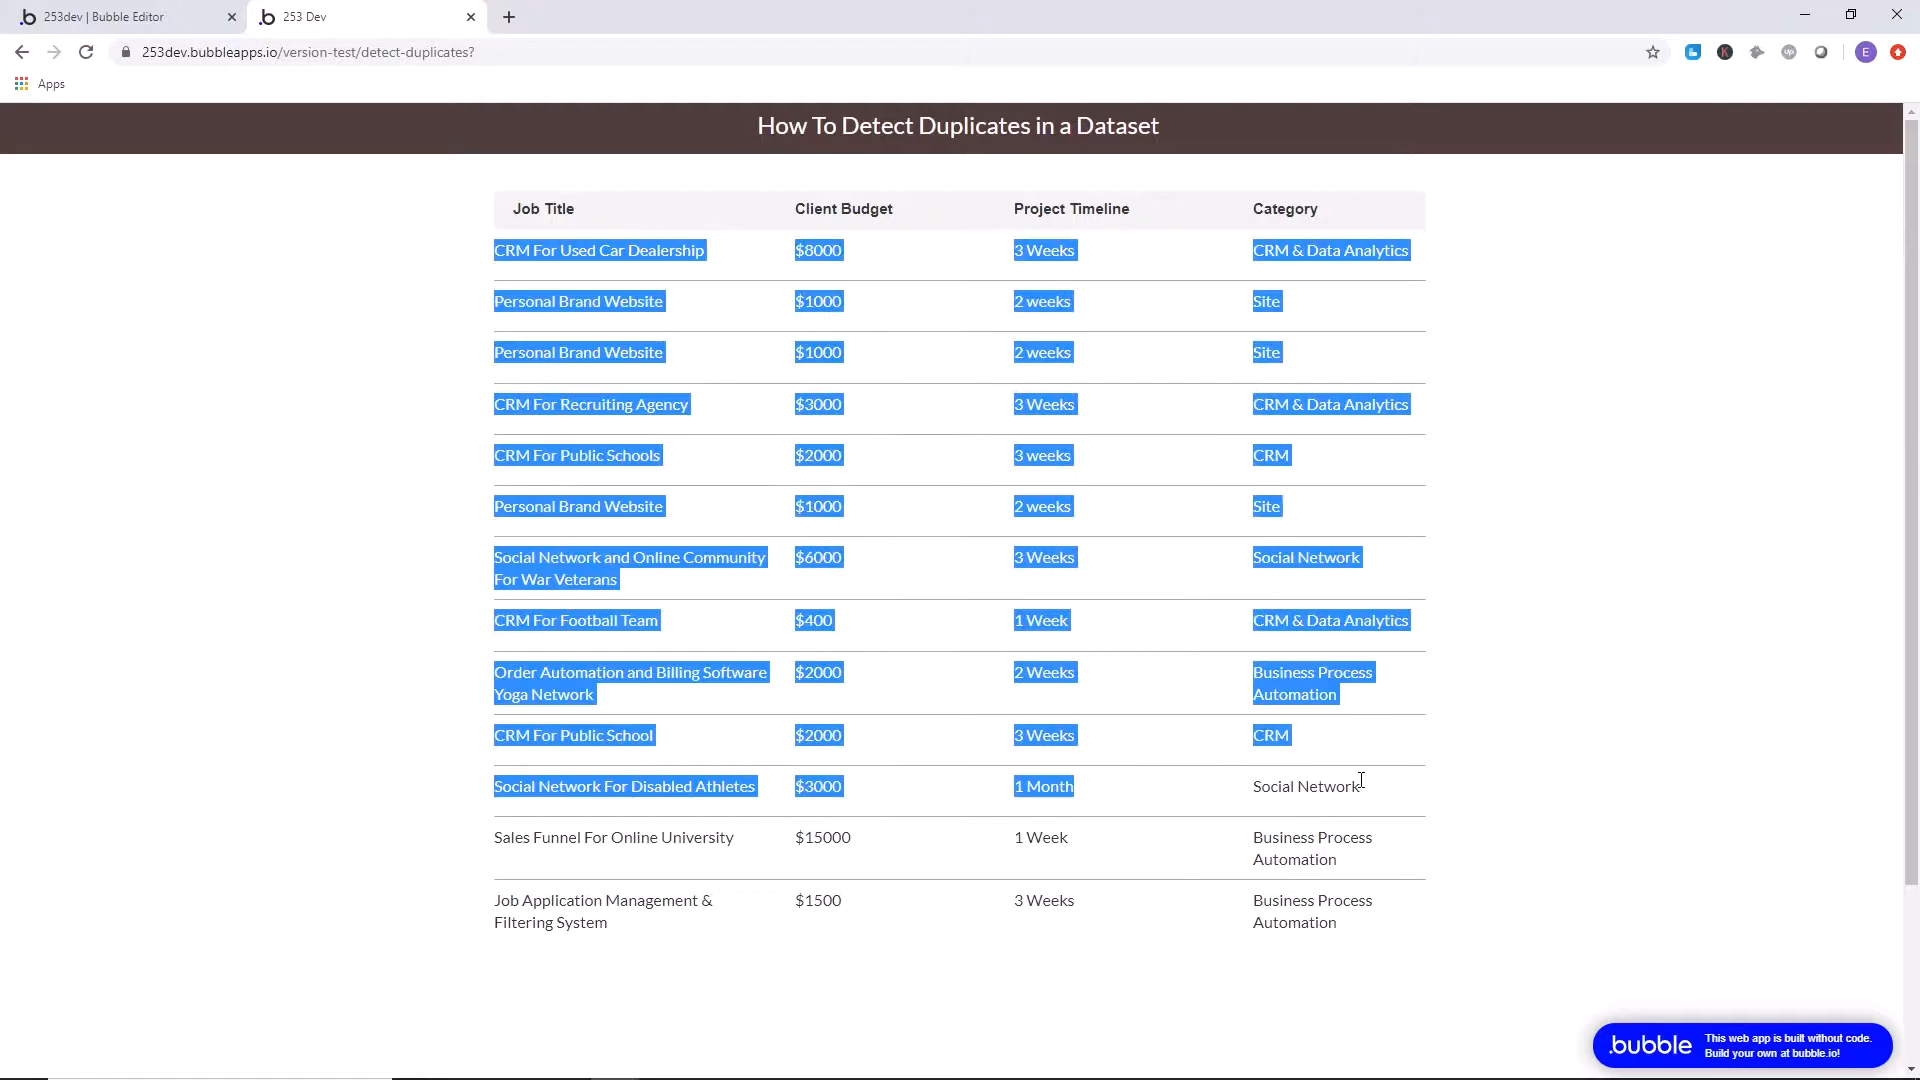 253dev | Bubble Editor
253 Dev
253dev.bubbleapps.io/version-test/detect-duplicates?
E
Apps
How To Detect Duplicates in a Dataset
Job Title Client Budget Project Timeline Category
CRM For Used Car Dealership $8000 3 Weeks CRM & Data Analytics
Personal Brand Website $1000 2 weeks Site
Personal Brand Website $1000 2 weeks Site
CRM For Recruiting Agency $3000 3 Weeks CRM & Data Analytics
CRM For Public Schools $2000 3 weeks CRM
Personal Brand Website $1000 2 weeks Site
Social Network and Online Community $6000 3 Weeks Social Network
For War Veterans
CRM For Football Team $400 1 Week CRM & Data Analytics
Order Automation and Billing Software $2000 2 Weeks Business Process
Yoga Network Automation
CRM For Public School $2000 3 Weeks CRM
Social Network For Disabled Athletes $3000 1 Month Social Network
Sales Funnel For Online University $15000 1 Week Business Process
Automation
Job Application Management & $1500 3 Weeks Business Process
Filtering System Automation
.bubble
This web app is built without code.
Build your own at bubble.io!